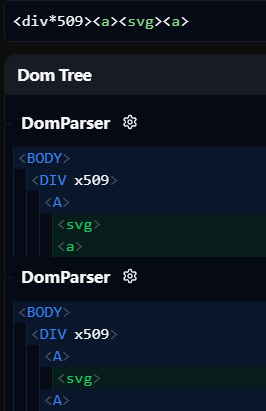 <div*509><a><svg><a>
Dom Tree
DomParser
<BODY>
<DIV x509>
<A>
<svg>
<a>
DomParser
<BODY>
<DIV x509>
<A>
<svg>
<A>